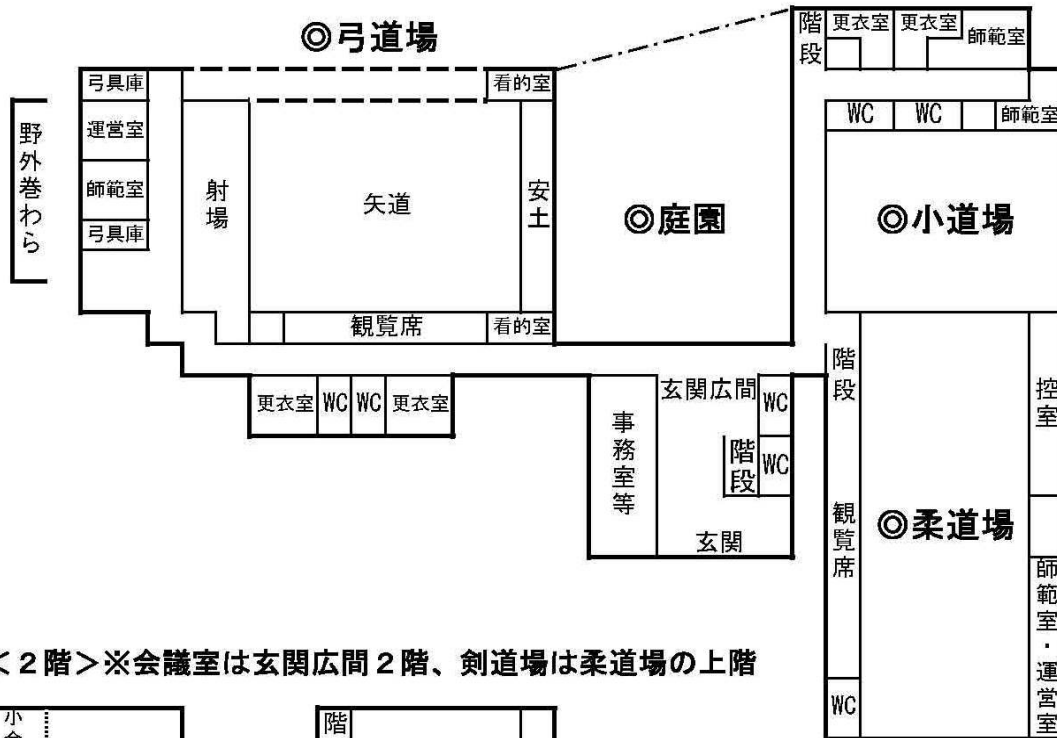 ◎弓道場
階段
更衣室
更衣室
師範室
弓具庫
看的室
運営室
WC
WC
師範室
野外巻わら
師範室
射場
矢道
安土
◎庭園
◎小道場
弓具庫
観覧席
看的室
階段
更衣室
WC
WC
更衣室
玄関広間
WC
控室
事務室等
階段
WC
玄関
観覧席
◎柔道場
師範室・運営室
WC
<２階>※会議室は玄関広間２階、剣道場は柔道場の上階
小
階